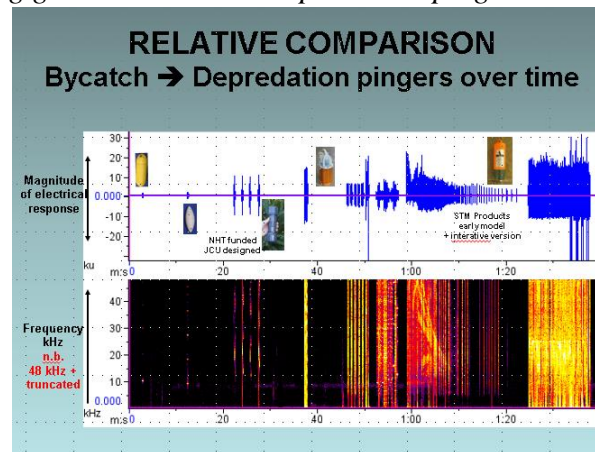 RELATIVE COMPARISON
Bycatch → Depredation pingers over time
Magnitude
of electrical
response
30
20
10
0.000
-10
-20
ku
m:s
0
:20
:40
1:00
1:20
NHT funded
JCU designed
STM Products
early model
+ interative version
Frequency
kHz
n.b.
48 kHz +
truncated
40
30
20
10
0.000
kHz
m:s
0
:20
:40
1:00
1:20